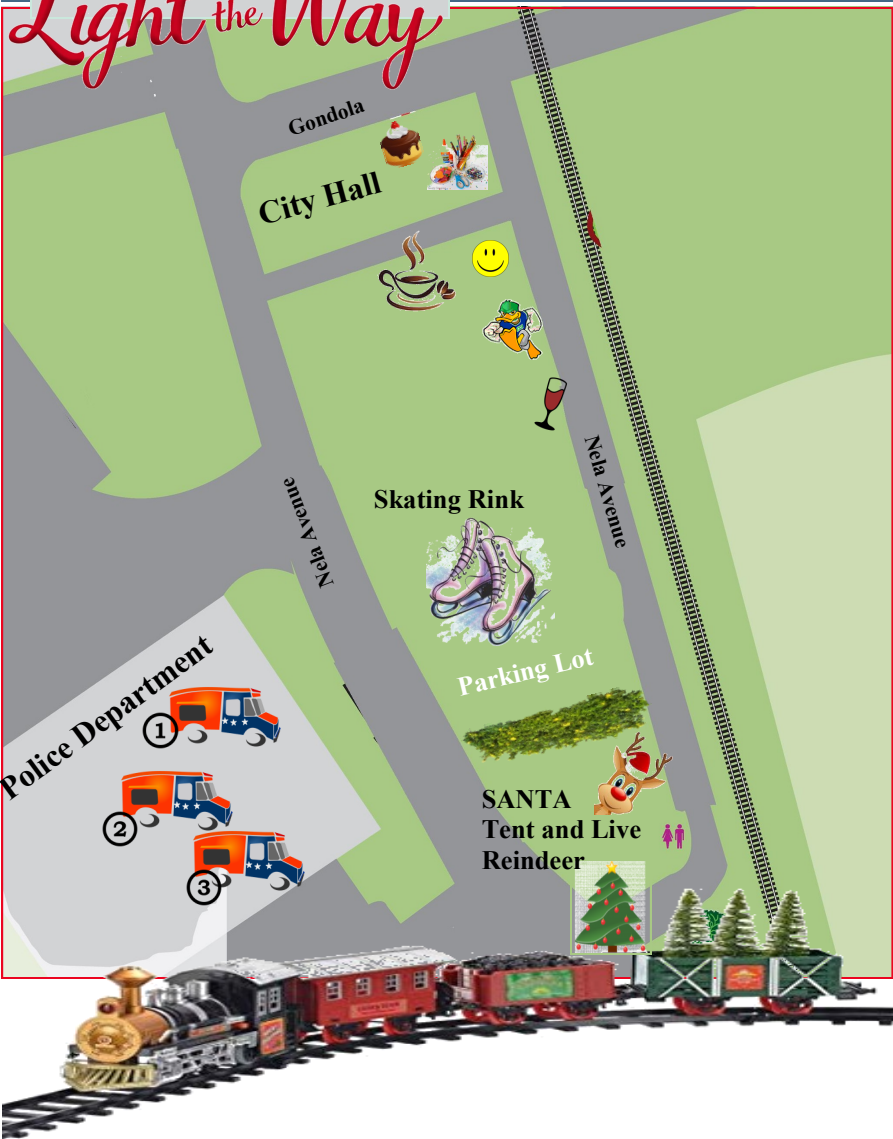 Light the Way
Gondola
City Hall
Nela Avenue
Nela Avenue
Skating Rink
Parking Lot
Police Department
1
2
3
SANTA
Tent and Live
Reindeer